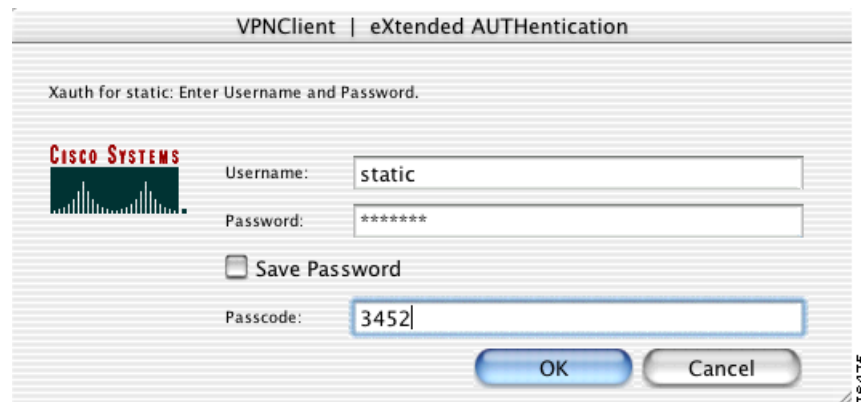 VPNClient | eXtended AUTHentication
Xauth for static: Enter Username and Password.
CISCO SYSTEMS
Username: static
Password: *******
Save Password
Passcode: 3452
OK Cancel